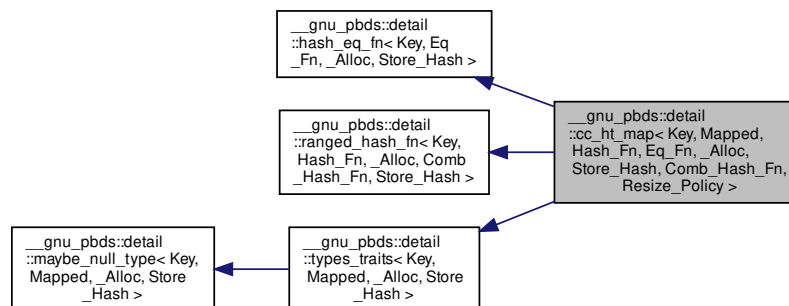 __gnu_pbds::detail
::hash_eq_fn< Key, Eq
_Fn, _Alloc, Store_Hash >
__gnu_pbds::detail
::ranged_hash_fn< Key,
Hash_Fn, _Alloc, Comb
_Hash_Fn, Store_Hash >
__gnu_pbds::detail
::cc_ht_map< Key, Mapped,
Hash_Fn, Eq_Fn, _Alloc,
Store_Hash, Comb_Hash_Fn,
Resize_Policy >
__gnu_pbds::detail
::maybe_null_type< Key,
Mapped, _Alloc, Store
_Hash >
__gnu_pbds::detail
::types_traits< Key,
Mapped, _Alloc, Store
_Hash >